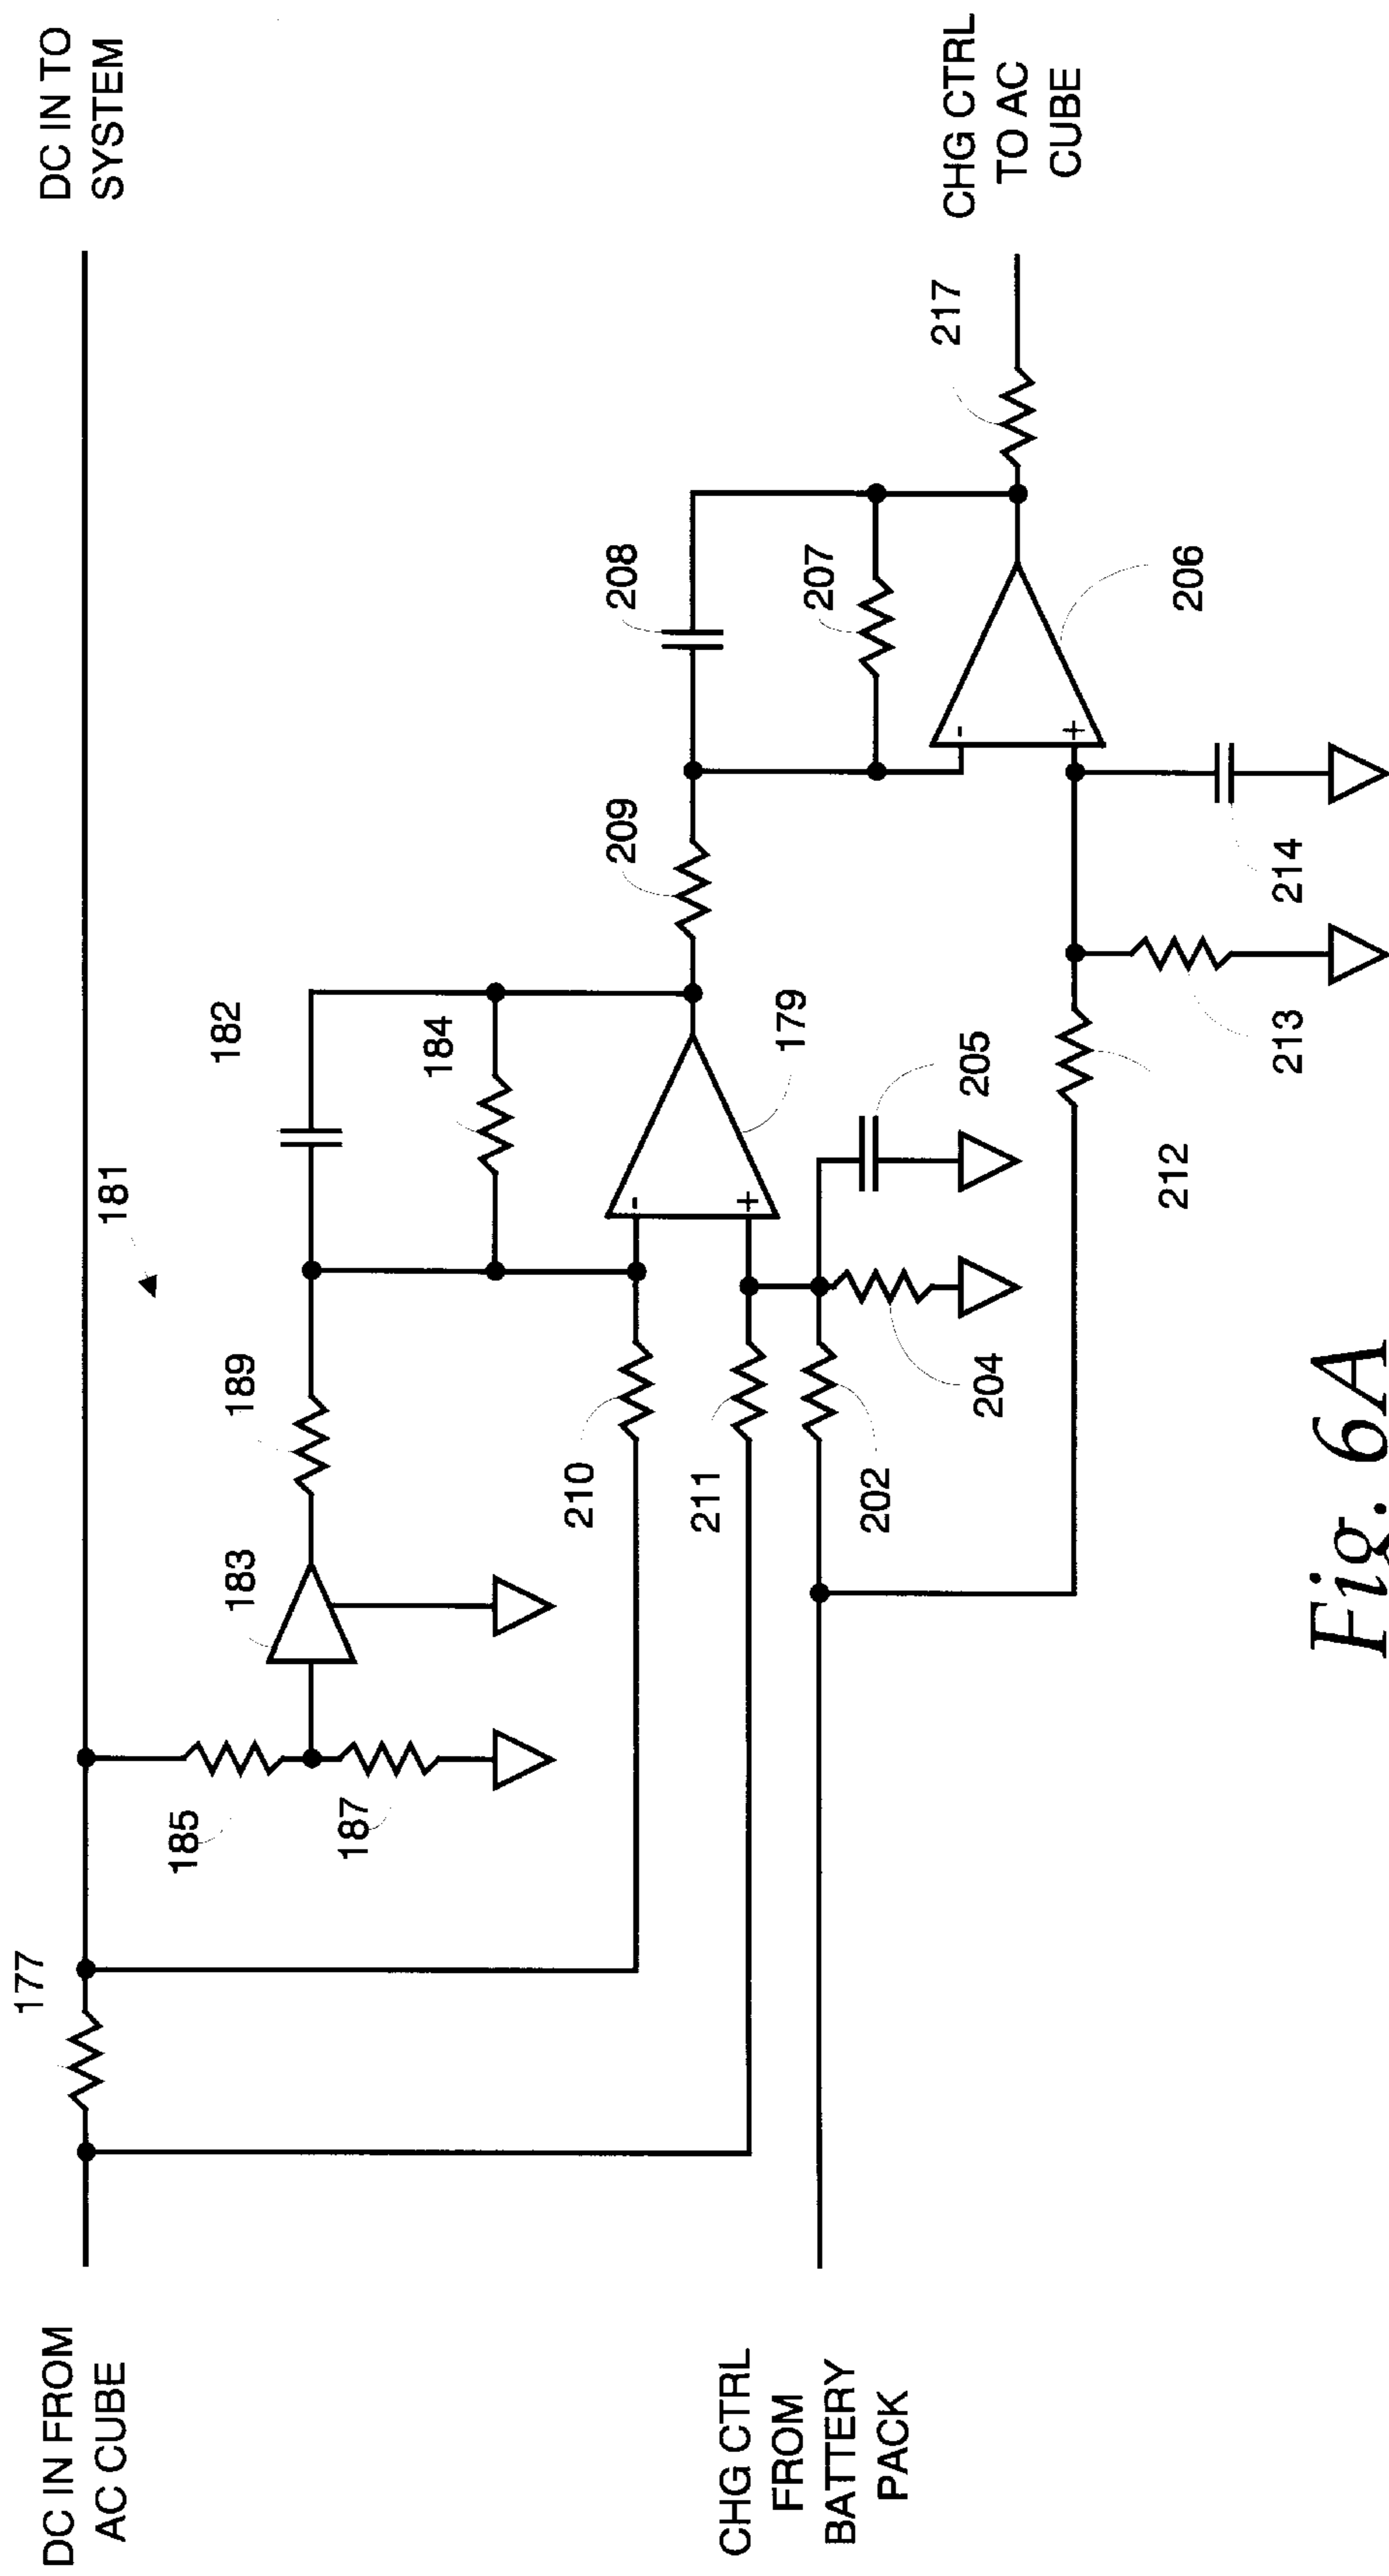 DC IN FROM
AC CUBE
177
DC IN TO
SYSTEM
181
185
187
183
189
182
184
210
211
179
209
208
207
CHG CTRL
FROM
BATTERY
PACK
202
204
205
-
+
-
+
206
217
CHG CTRL
TO AC
CUBE
212
213
214
Fig. 6A